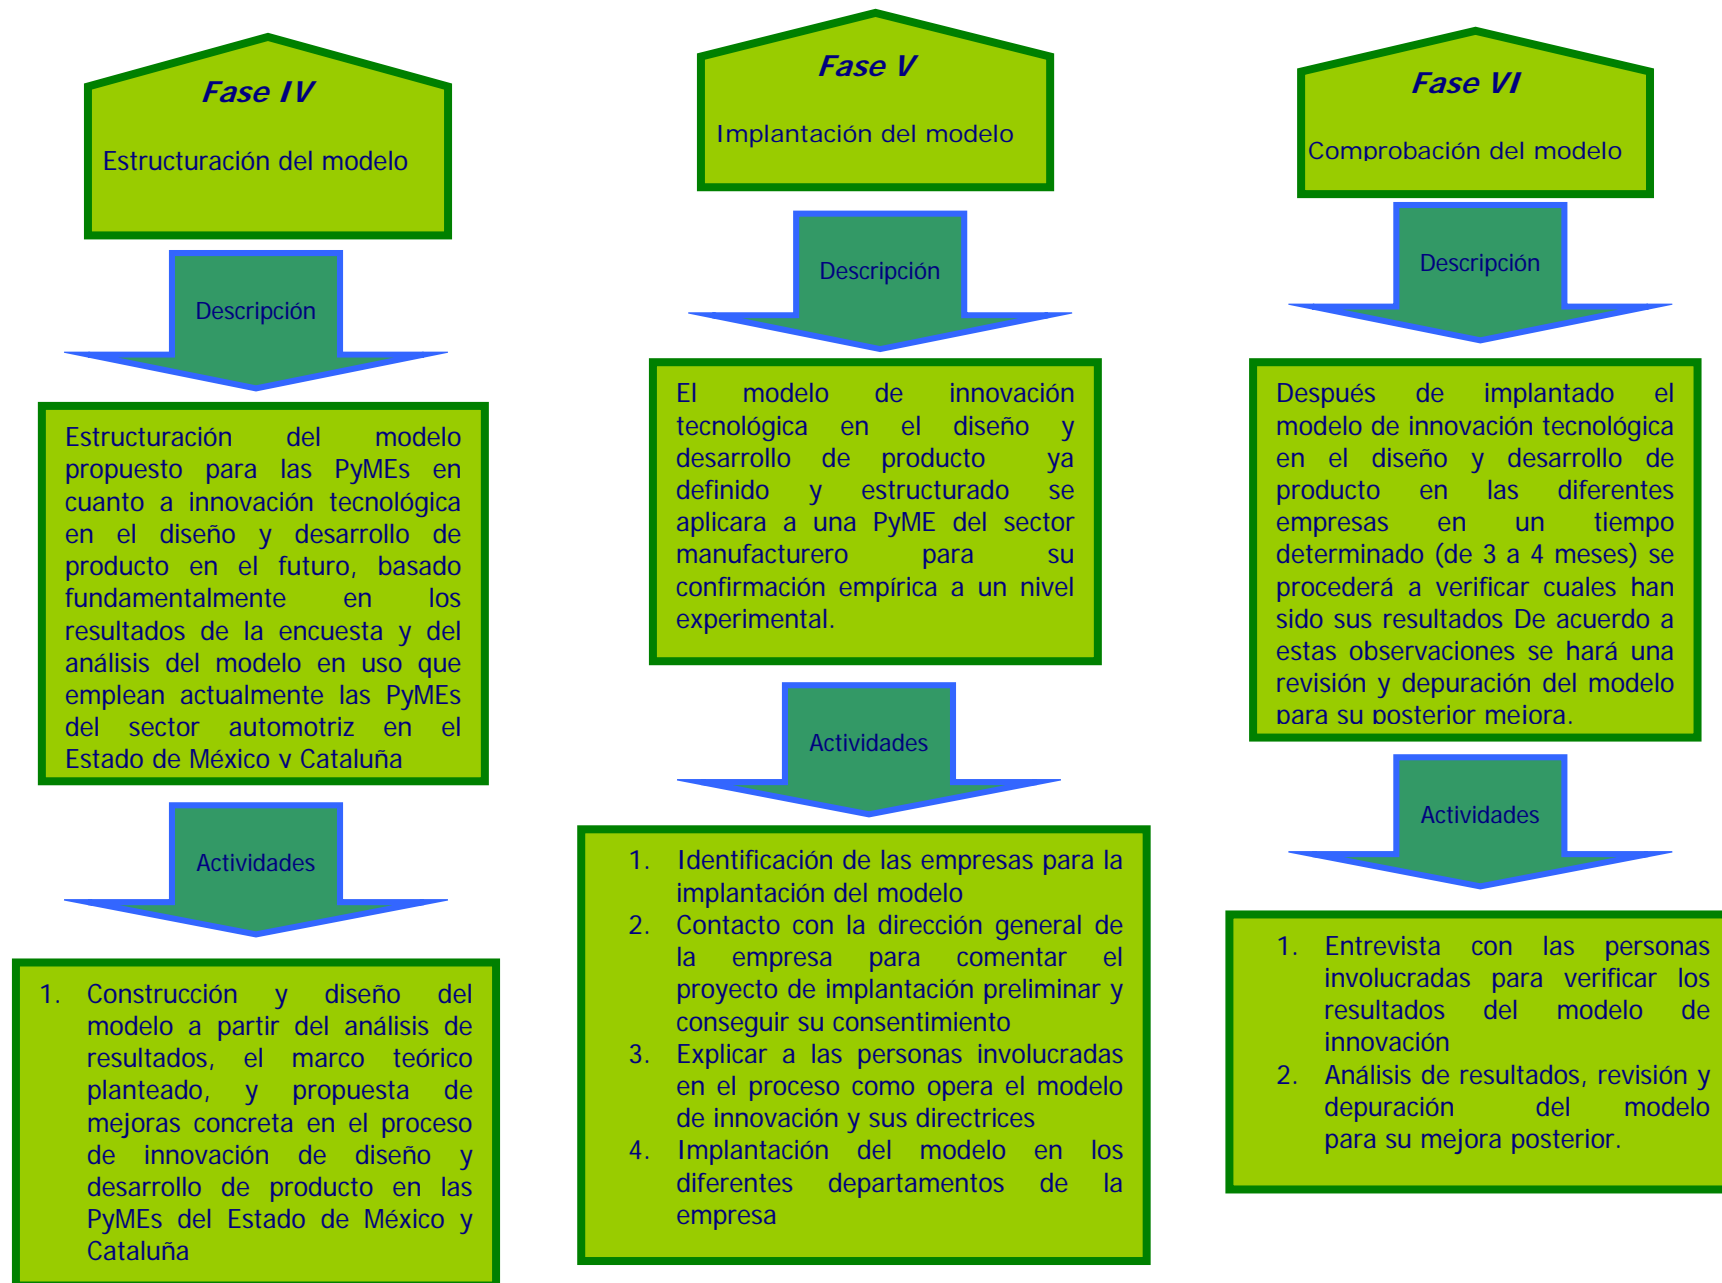 Fase IV
Estructuración del modelo
Descripción
Estructuración del modelo
propuesto para las PyMEs en
cuanto a innovación tecnológica
en el diseño y desarrollo de
producto en el futuro, basado
fundamentalmente en los
resultados de la encuesta y del
análisis del modelo en uso que
emplean actualmente las PyMEs
del sector automotriz en el
Estado de México y Cataluña
Actividades
1. Construcción y diseño del
modelo a partir del análisis de
resultados, el marco teórico
planteado, y propuesta de
mejoras concreta en el proceso
de innovación de diseño y
desarrollo de producto en las
PyMEs del Estado de México y
Cataluña
Fase V
Implantación del modelo
Descripción
El modelo de innovación
tecnológica en el diseño y
desarrollo de producto ya
definido y estructurado se
aplicara a una PyME del sector
manufacturero para su
confirmación empírica a un nivel
experimental.
Actividades
1. Identificación de las empresas para la
implantación del modelo
2. Contacto con la dirección general de
la empresa para comentar el
proyecto de implantación preliminar y
conseguir su consentimiento
3. Explicar a las personas involucradas
en el proceso como opera el modelo
de innovación y sus directrices
4. Implantación del modelo en los
diferentes departamentos de la
empresa
Fase VI
Comprobación del modelo
Descripción
Después de implantado el
modelo de innovación tecnológica
en el diseño y desarrollo de
producto en las diferentes
empresas en un tiempo
determinado (de 3 a 4 meses) se
procederá a verificar cuales han
sido sus resultados De acuerdo a
estas observaciones se hará una
revisión y depuración del modelo
para su posterior mejora.
Actividades
1. Entrevista con las personas
involucradas para verificar los
resultados del modelo de
innovación
2. Análisis de resultados, revisión y
depuración del modelo
para su mejora posterior.